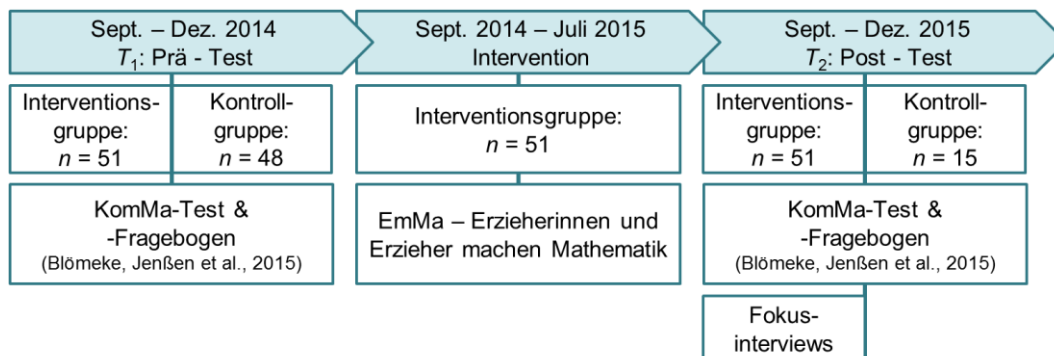 Sept. – Dez. 2014
T1: Prä - Test
Sept. 2014 – Juli 2015
Intervention
Sept. – Dez. 2015
T2: Post - Test
Interventions-
gruppe:
n = 51
Kontroll-
gruppe:
n = 48
Interventionsgruppe:
n = 51
Interventions-
gruppe:
n = 51
Kontroll-
gruppe:
n = 15
KomMa-Test &
-Fragebogen
(Blömeke, Jenßen et al., 2015)
EmMa – Erzieherinnen und
Erzieher machen Mathematik
KomMa-Test &
-Fragebogen
(Blömeke, Jenßen et al., 2015)
Fokus-
interviews